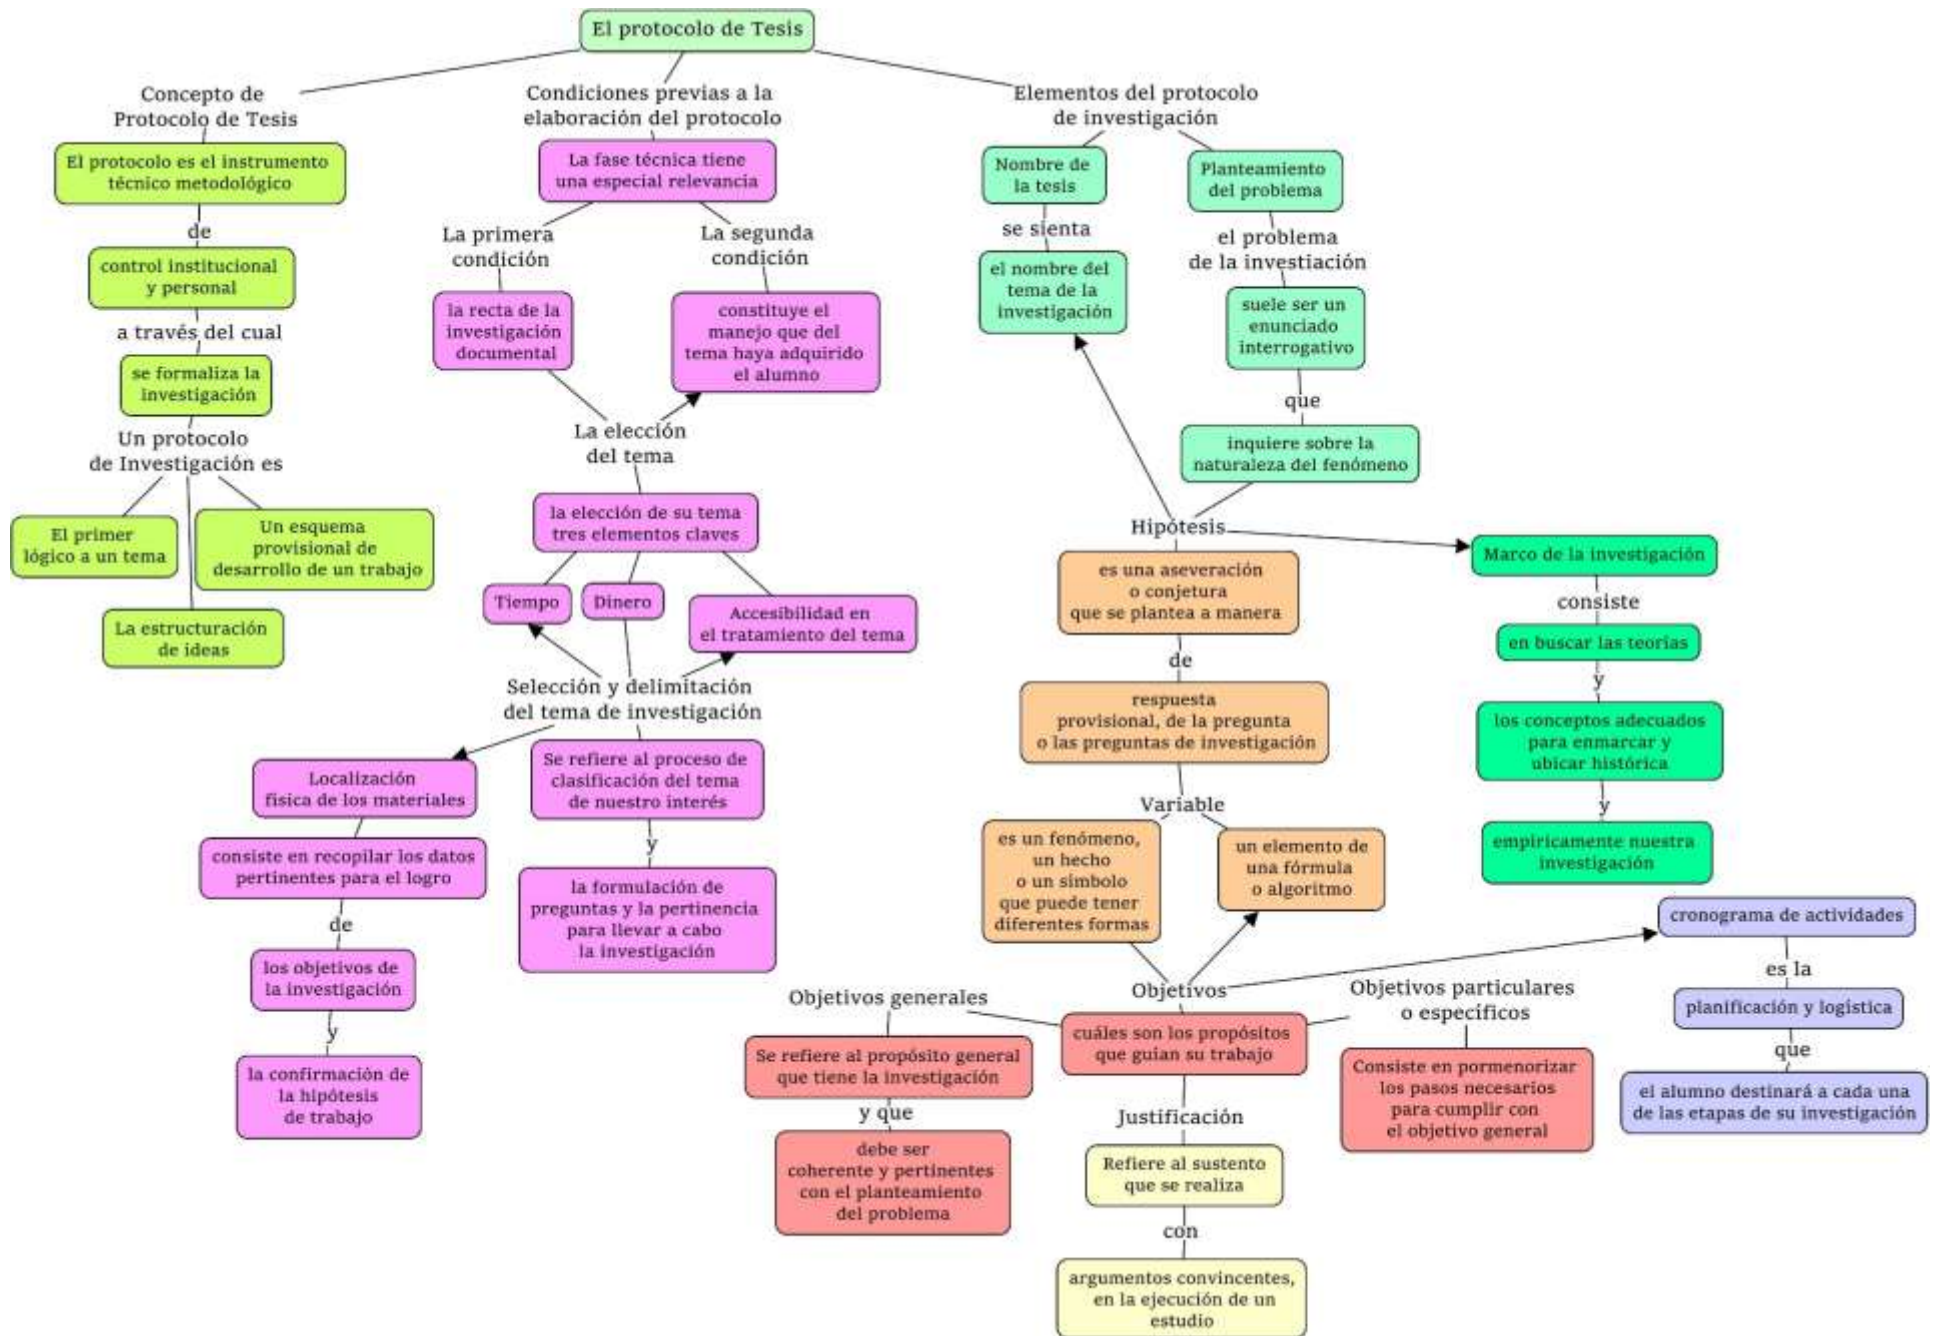 El protocolo de Tesis
Concepto de
Protocolo de Tesis
El protocolo es el instrumento
técnico metodológico
de
control institucional
y personal
a través del cual
se formaliza la
investigación
Un protocolo
de Investigación es
El primer
lógico a un tema
Un esquema
provisional de
desarrollo de un trabajo
La estructuración
de ideas
Condiciones previas a la
elaboración del protocolo
La fase técnica tiene
una especial relevancia
La primera
condición
la recta de la
investigación
documental
La segunda
condición
constituye el
manejo que del
tema haya adquirido
el alumno
La elección
del tema
la elección de su tema
tres elementos claves
Tiempo
Dinero
Accesibilidad en
el tratamiento del tema
Selección y delimitación
del tema de investigación
Localización
física de los materiales
consiste en recopilar los datos
pertinentes para el logro
de
los objetivos de
la investigación
y
la confirmación de
la hipótesis
de trabajo
Se refiere al proceso de
clasificación del tema
de nuestro interés
y
la formulación de
preguntas y la pertinencia
para llevar a cabo
la investigación
Elementos del protocolo
de investigación
Nombre de
la tesis
se sienta
el nombre del
tema de la
investigación
Planteamiento
del problema
el problema
de la investiación
suele ser un
enunciado
interrogativo
que
inquiere sobre la
naturaleza del fenómeno
Hipótesis
es una aseveración
o conjetura
que se plantea a manera
de
respuesta
provisional, de la pregunta
o las preguntas de investigación
Variable
es un fenómeno,
un hecho
o un símbolo
que puede tener
diferentes formas
un elemento de
una fórmula
o algoritmo
Marco de la investigación
consiste
en buscar las teorías
y
los conceptos adecuados
para enmarcar y
ubicar histórica
y
empíricamente nuestra
investigación
Objetivos
Objetivos generales
Se refiere al propósito general
que tiene la investigación
y que
debe ser
coherente y pertinentes
con el planteamiento
del problema
cuáles son los propósitos
que guían su trabajo
Justificación
Refiere al sustento
que se realiza
con
argumentos convincentes,
en la ejecución de un
estudio
Objetivos particulares
o específicos
Consiste en pormenorizar
los pasos necesarios
para cumplir con
el objetivo general
cronograma de actividades
es la
planificación y logística
que
el alumno destinará a cada una
de las etapas de su investigación